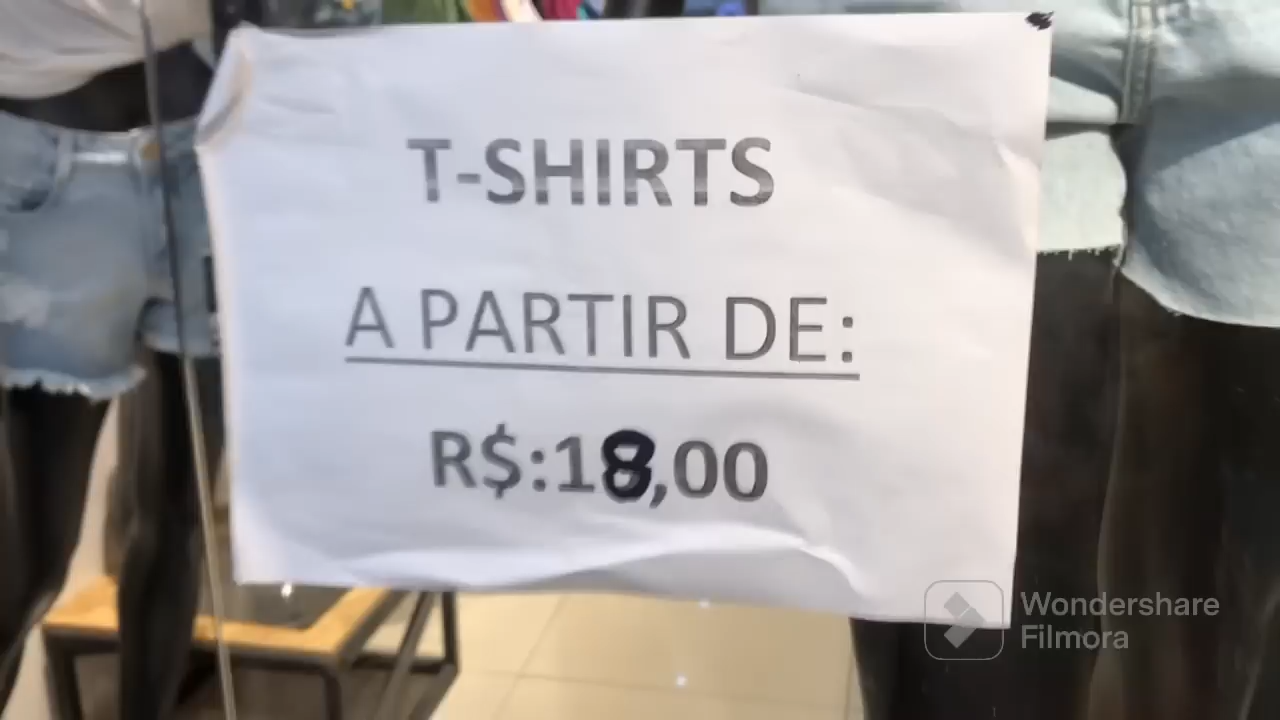 T-SHIRTS
A PARTIR DE:
R$:18,00
Wondershare
Filmora